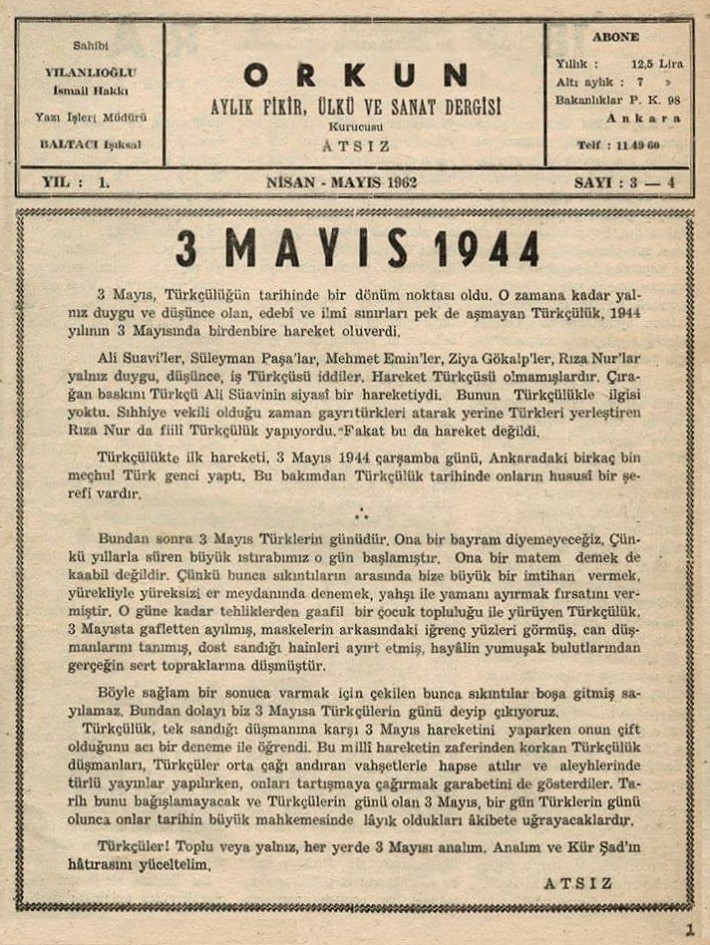 Sahibi
YILANLIOĞLU
İsmail Hakkı
Yazı İşleri Müdürü
BALTACI Işıksal
ORKUN
AYLIK FİKİR, ÜLKÜ VE SANAT DERGİSİ
Kurucusu
ATSIZ
ABONE
Yıllık : 12,5 Lira
Altı aylık : 7 »
Bakanlıklar P. K. 98
Ankara
Telf : 11 49 60
YIL : 1.
NİSAN - MAYIS 1962
SAYI : 3 — 4
3 MAYIS 1944
3 Mayıs, Türkçülüğün tarihinde bir dönüm noktası oldu. O zamana kadar yal-
nız duygu ve düşünce olan, edebî ve ilmî sınırları pek de aşmayan Türkçülük, 1944
yılının 3 Mayısında birdenbire hareket oluverdi.
Ali Suavi'ler, Süleyman Paşa'lar, Mehmet Emin'ler, Ziya Gökalp'ler, Rıza Nur'lar
yalnız duygu, düşünce, iş Türkçüsü iddiler. Hareket Türkçüsü olmamışlardır. Çıra-
ğan baskını Türkçü Ali Süavinin siyasî bir hareketiydi. Bunun Türkçülükle ilgisi
yoktu. Sıhhiye vekili olduğu zaman gayrıtürkleri atarak yerine Türkleri yerleştiren
Rıza Nur da fiilî Türkçülük yapıyordu. "Fakat bu da hareket değildi.
Türkçülükte ilk hareketi, 3 Mayıs 1944 çarşamba günü, Ankaradaki birkaç bin
meçhul Türk genci yaptı. Bu bakımdan Türkçülük tarihinde onların hususî bir şe-
refi vardır.
Bundan sonra 3 Mayıs Türklerin günüdür. Ona bir bayram diyemeyeceğiz. Çün-
kü yıllarla süren büyük ıstırabımız o gün başlamıştır. Ona bir matem demek de
kaabil değildir. Çünkü bunca sıkıntıların arasında bize büyük bir imtihan vermek,
yürekliyle yüreksizi er meydanında denemek, yahşı ile yamanı ayırmak fırsatını ver-
miştir. O güne kadar tehliklerden gaafil bir çocuk topluluğu ile yürüyen Türkçülük,
3 Mayısta gafletten ayılmış, maskelerin arkasındaki iğrenç yüzleri görmüş, can düş-
manlarını tanımış, dost sandığı hainleri ayırt etmiş, hayâlin yumuşak bulutlarından
gerçeğin sert topraklarına düşmüştür.
Böyle sağlam bir sonuca varmak için çekilen bunca sıkıntılar boşa gitmiş sa-
yılamaz. Bundan dolayı biz 3 Mayısa Türkçülerin günü deyip çıkıyoruz.
Türkçülük, tek sandığı düşmanına karşı 3 Mayıs hareketini yaparken onun çift
olduğunu acı bir deneme ile öğrendi. Bu millî hareketin zaferinden korkan Türkçülük
düşmanları, Türkçüler orta çağı andıran vahşetlerle hapse atılır ve aleyhlerinde
türlü yayınlar yapılırken, onları tartışmaya çağırmak garabetini de gösterdiler. Ta-
rih bunu bağışlamayacak ve Türkçülerin günü olan 3 Mayıs, bir gün Türklerin günü
olunca onlar tarihin büyük mahkemesinde lâyık oldukları akibete uğrayacaklardır.
Türkçüler! Toplu veya yalnız, her yerde 3 Mayısı analım. Analım ve Kür Şad'ın
hâtırasını yüceltelim.
ATSIZ
1